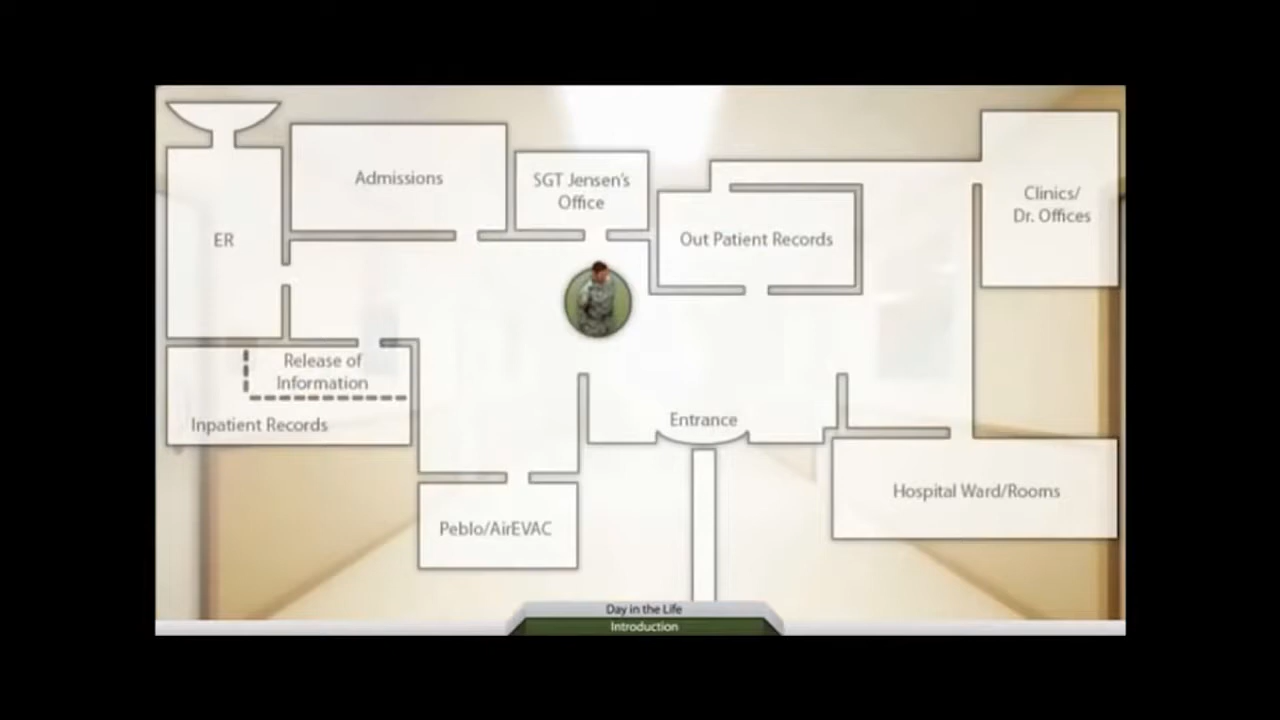 Admissions
SGT Jensen's
Office
Clinics/
Dr. Offices
ER
Out Patient Records
Release of
Information
Inpatient Records
Entrance
Hospital Ward/Rooms
Peblo/AirEVAC
Day in the Life
Introduction